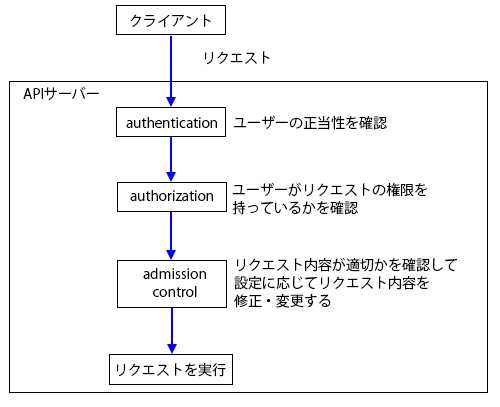 クライアント
リクエスト
APIサーバー
authentication
ユーザーの正当性を確認
authorization
ユーザーがリクエストの権限を
持っているかを確認
admission
control
リクエスト内容が適切かを確認して
設定に応じてリクエスト内容を
修正・変更する
リクエストを実行